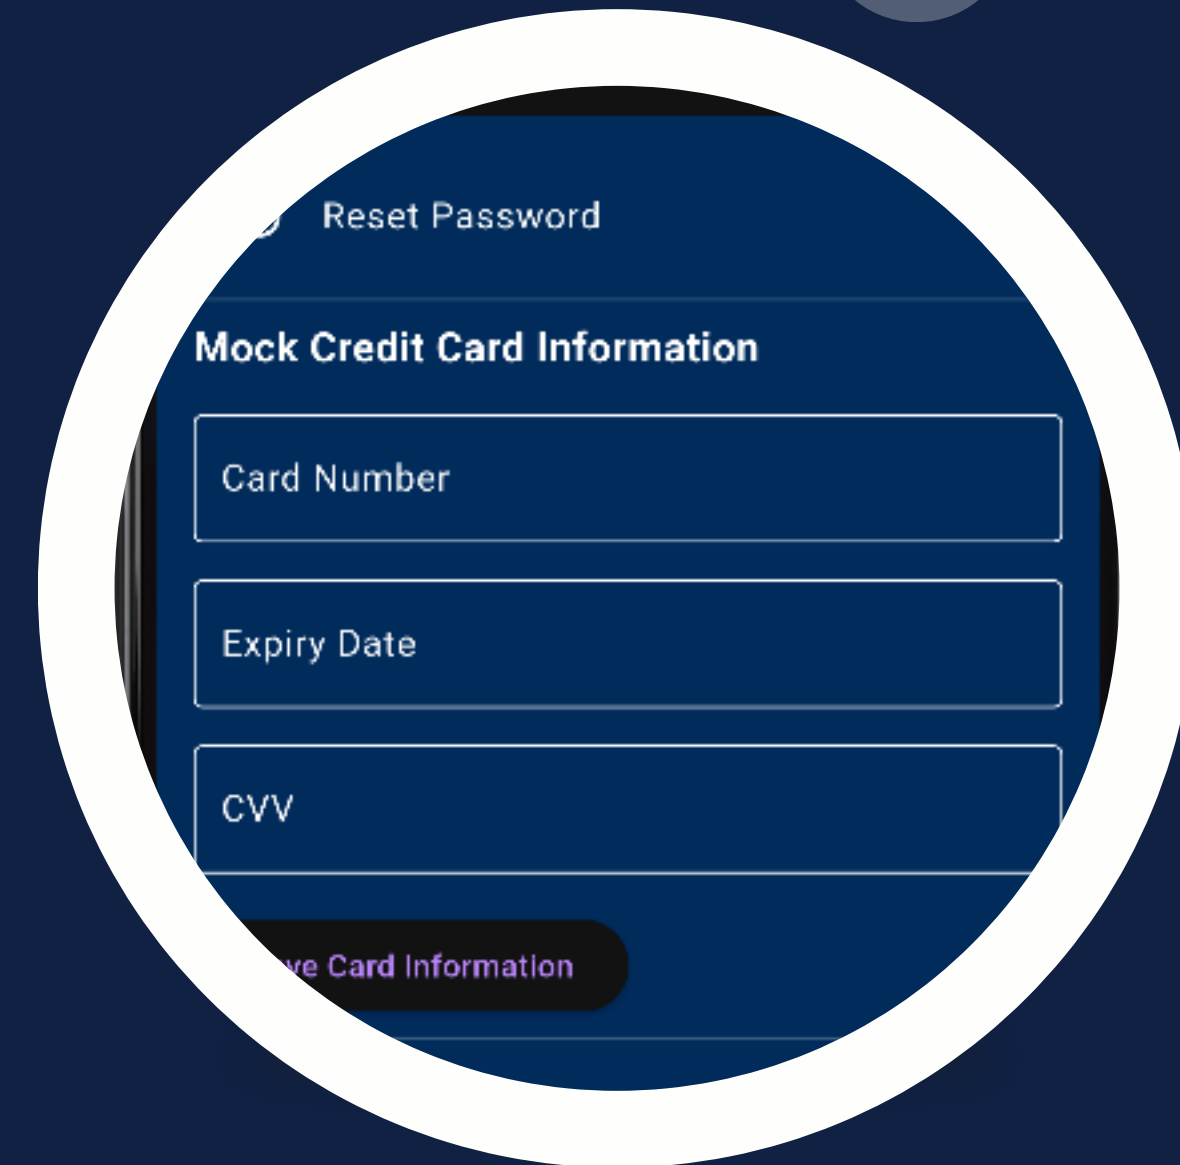 Reset Password
Mock Credit Card Information
Card Number
Expiry Date
CVV
Card Information